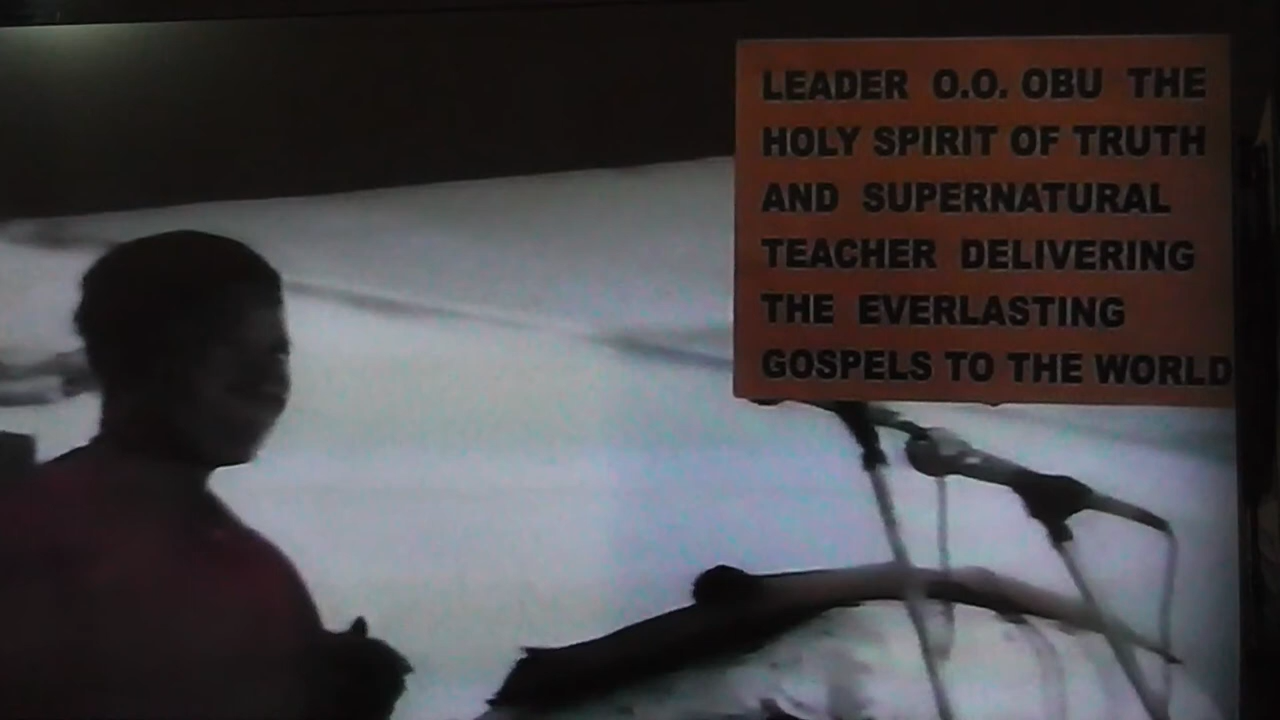 LEADER O.O. OBU THE
HOLY SPIRIT OF TRUTH
AND SUPERNATURAL
TEACHER DELIVERING
THE EVERLASTING
GOSPELS TO THE WORLD